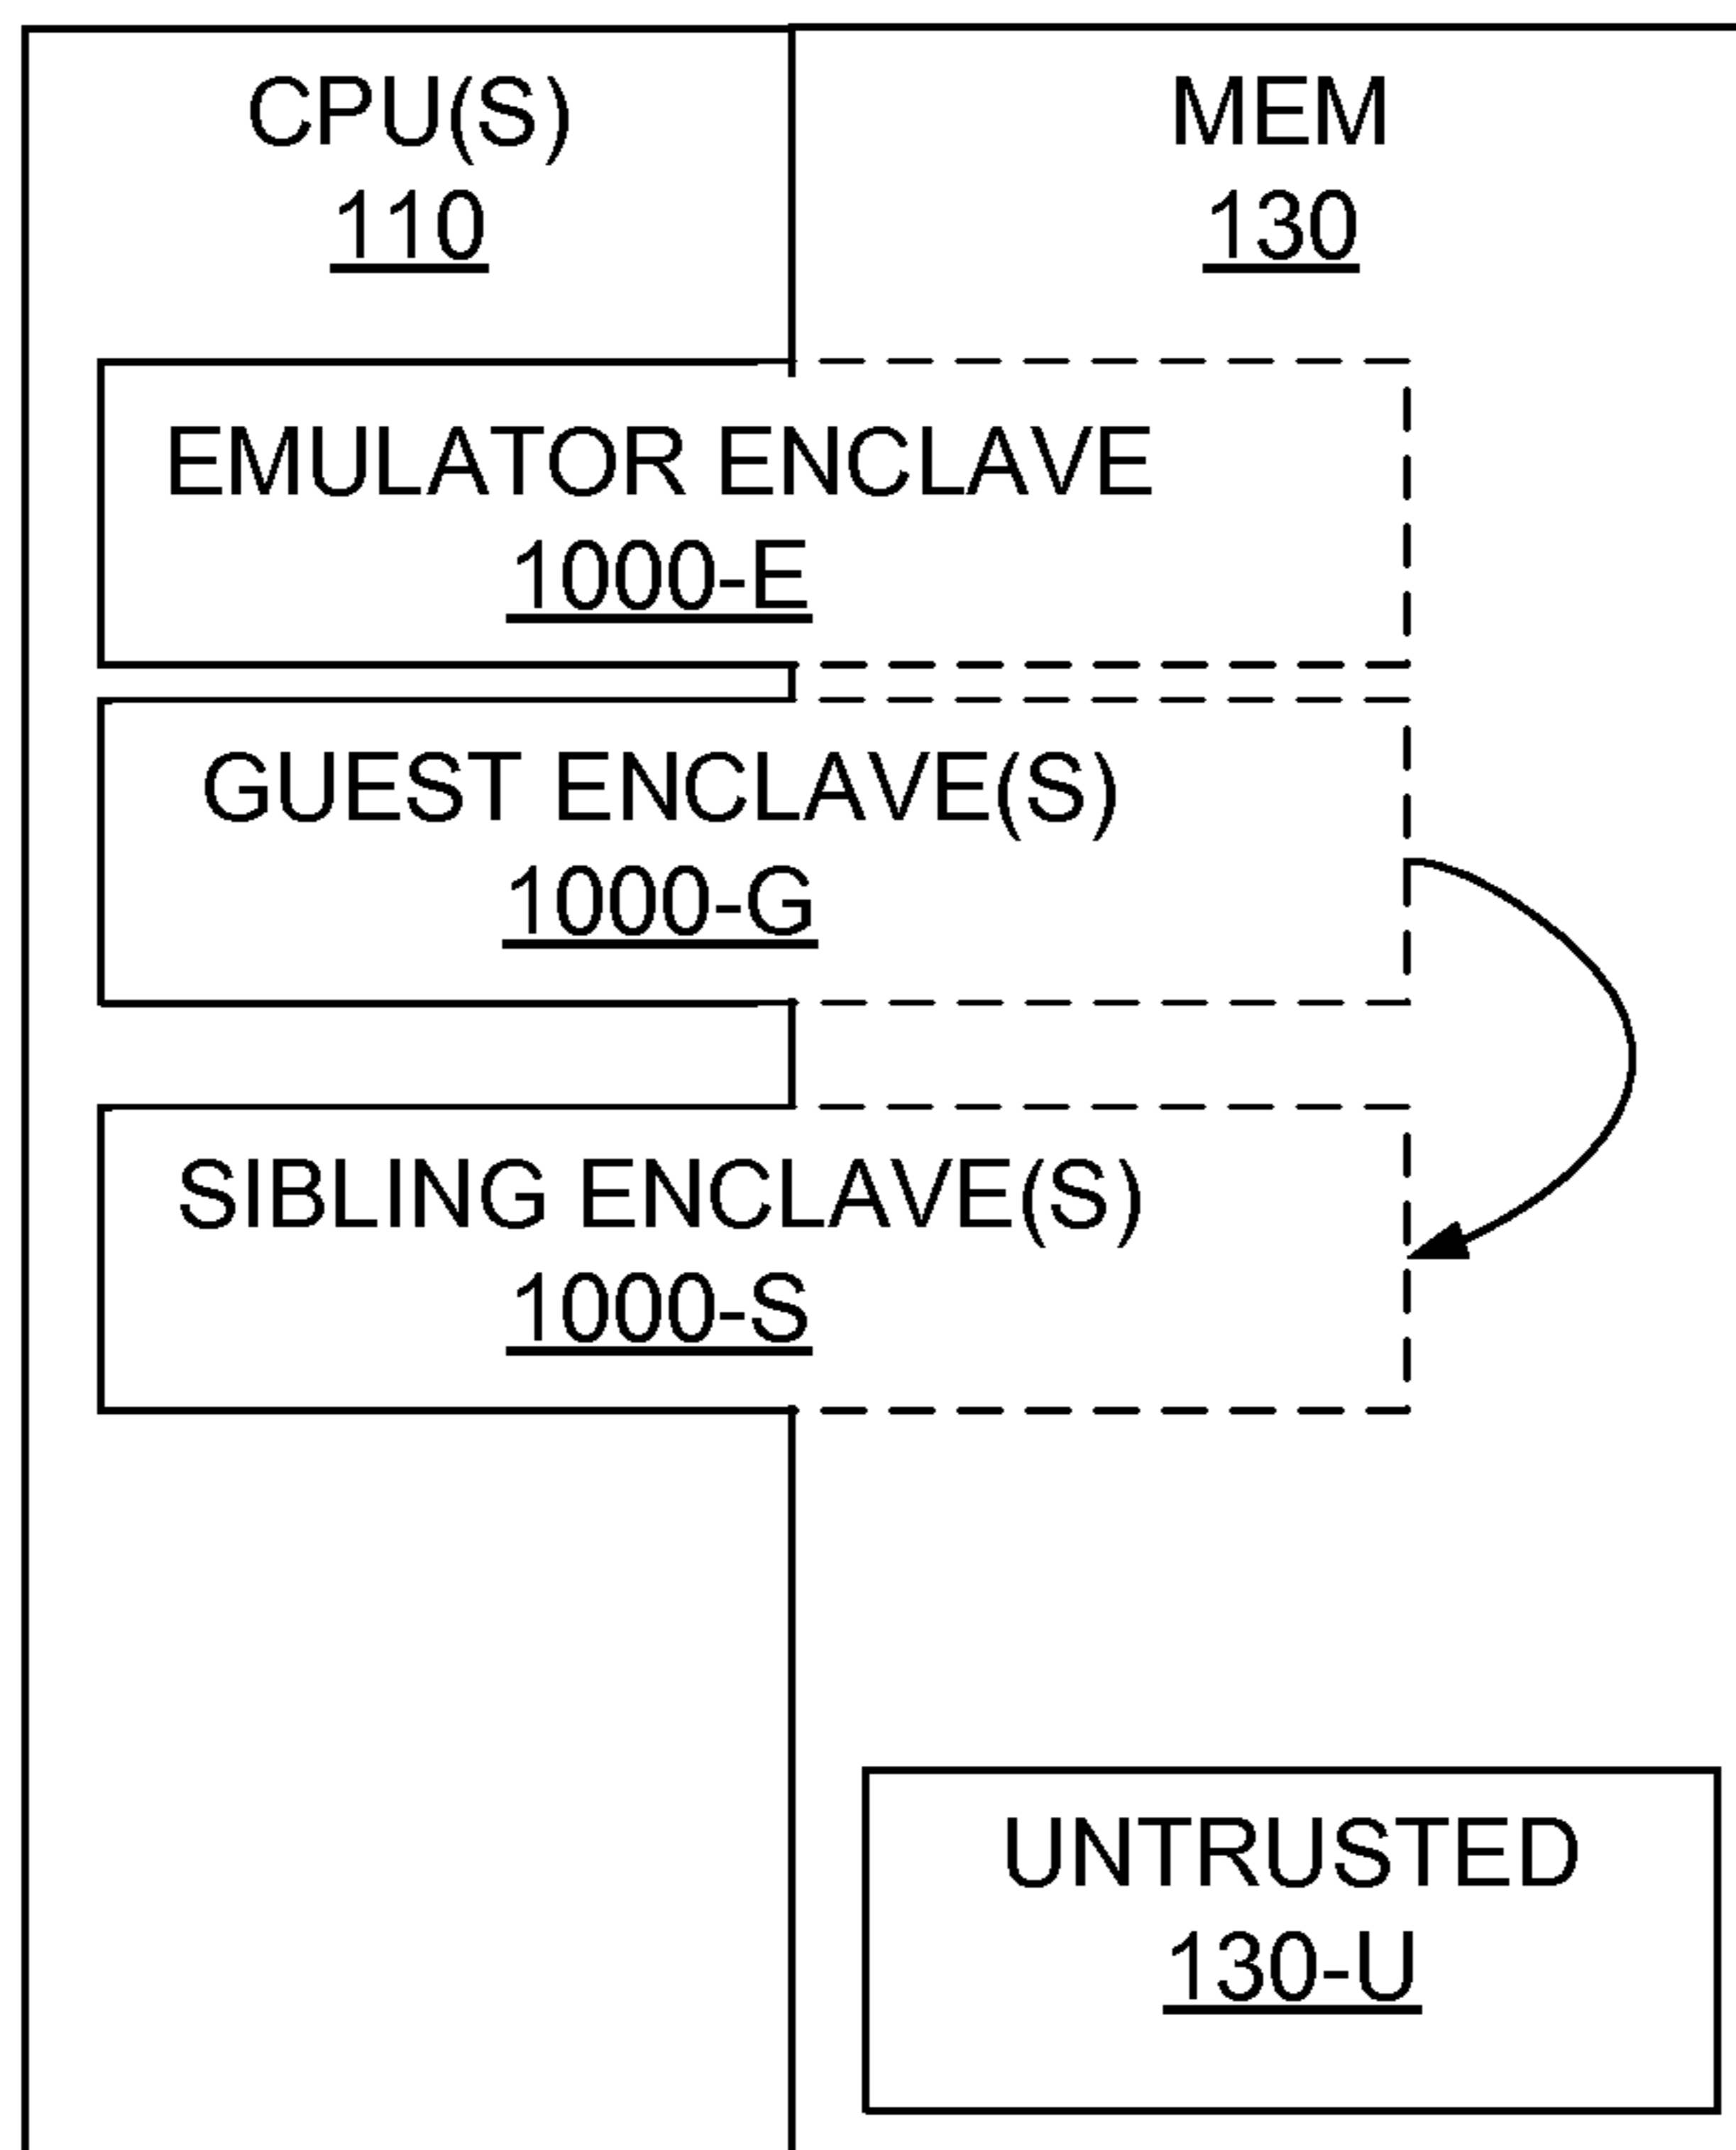 CPU(S)
110
MEM
130
EMULATOR ENCLAVE
1000-E
GUEST ENCLAVE(S)
1000-G
SIBLING ENCLAVE(S)
1000-S
UNTRUSTED
130-U